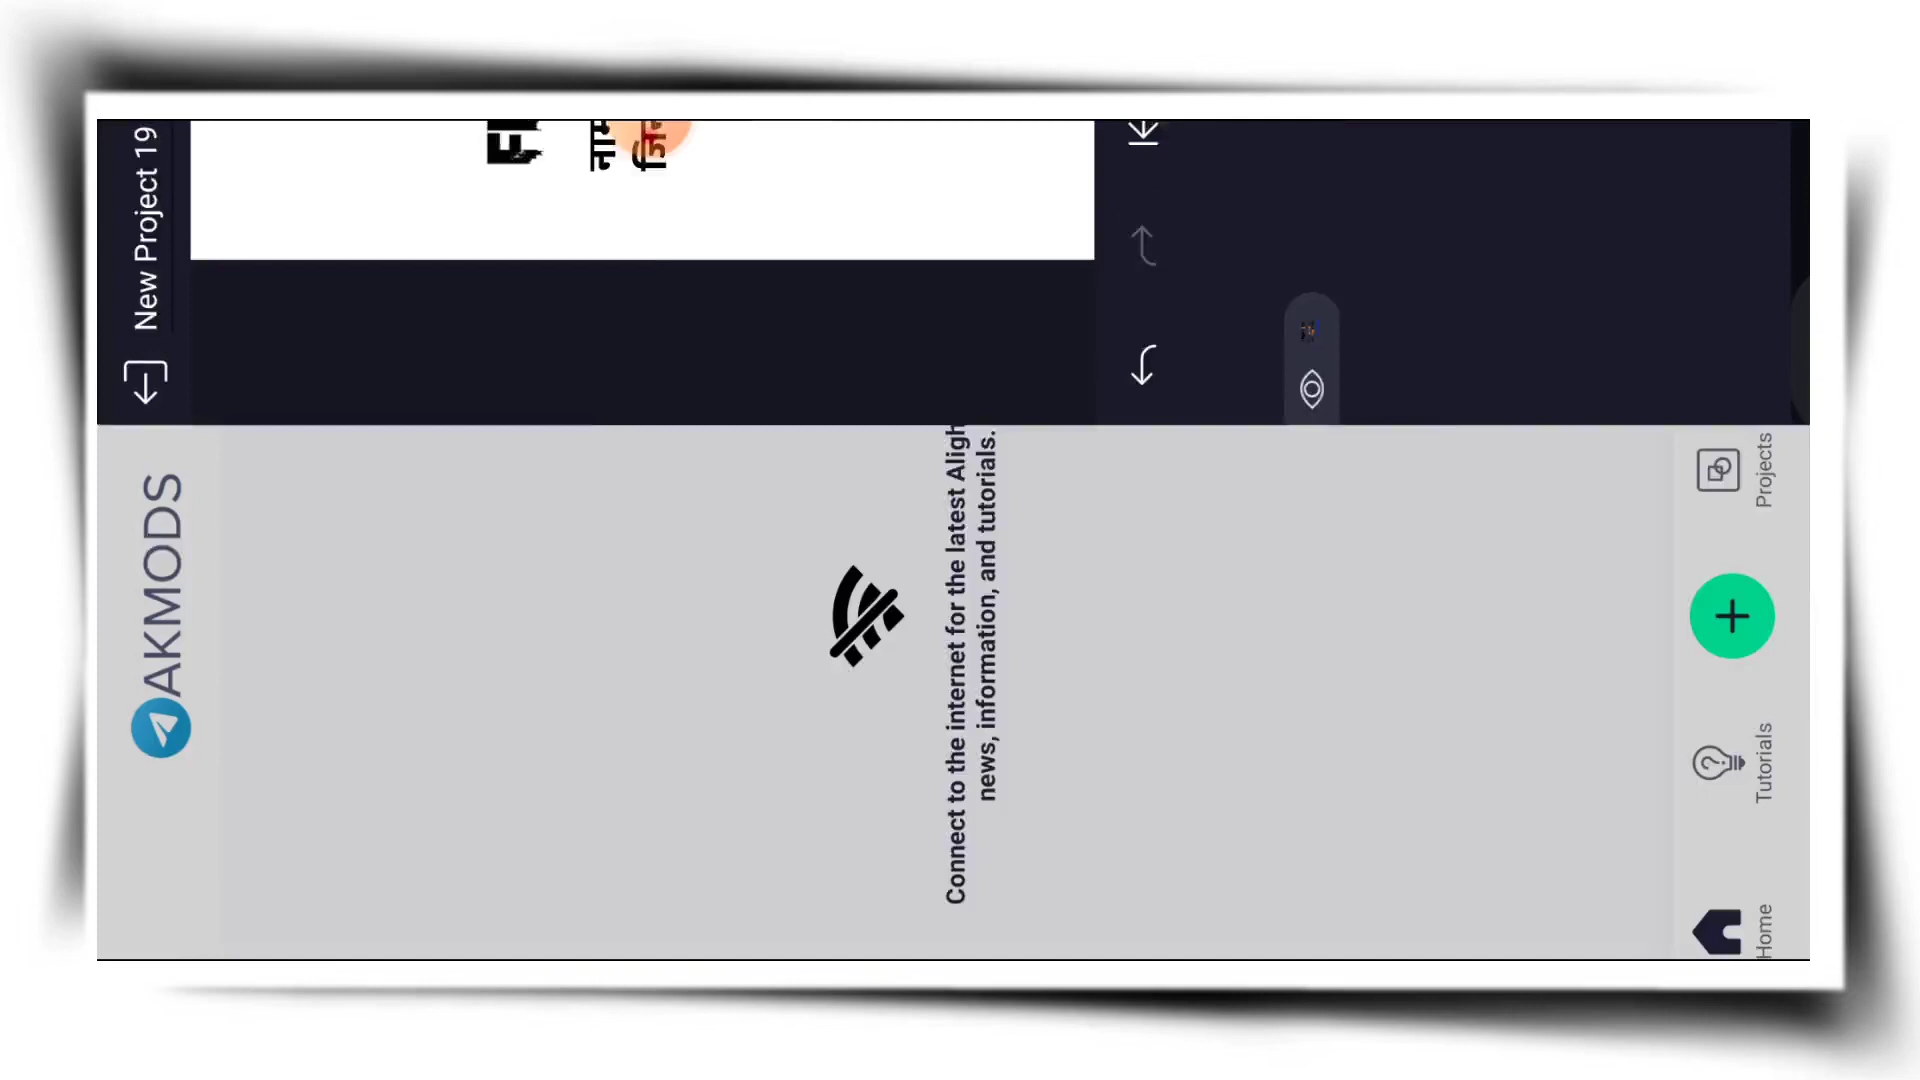 New Project 19
AKMODS
Connect to the internet for the latest Aligh
news, information, and tutorials.
Home
Tutorials
Projects